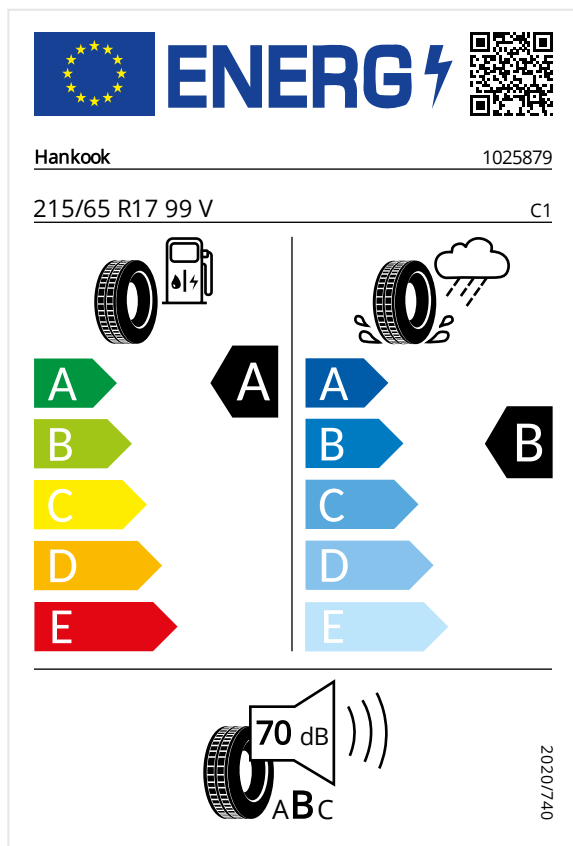 ENERG
Hankook 1025879
215/65 R17 99 V C1
A A
B
C
D
E
A
B B
C
D
E
70 dB
ABC
2020/740